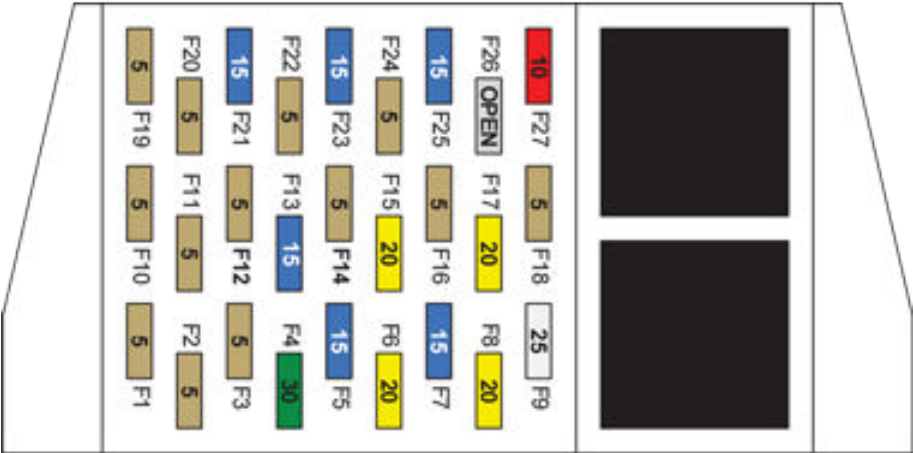 5 F19
F20 5
15 F21
F22 5
15 F23
F24 5
15 F25
F26 OPEN
10 F27
5 F10
F11 5
5 F12
F13 15
5 F14
F15 20
5 F16
F17 20
5 F18
5 F1
F2 5
5 F3
F4 30
15 F5
F6 20
15 F7
F8 20
25 F9